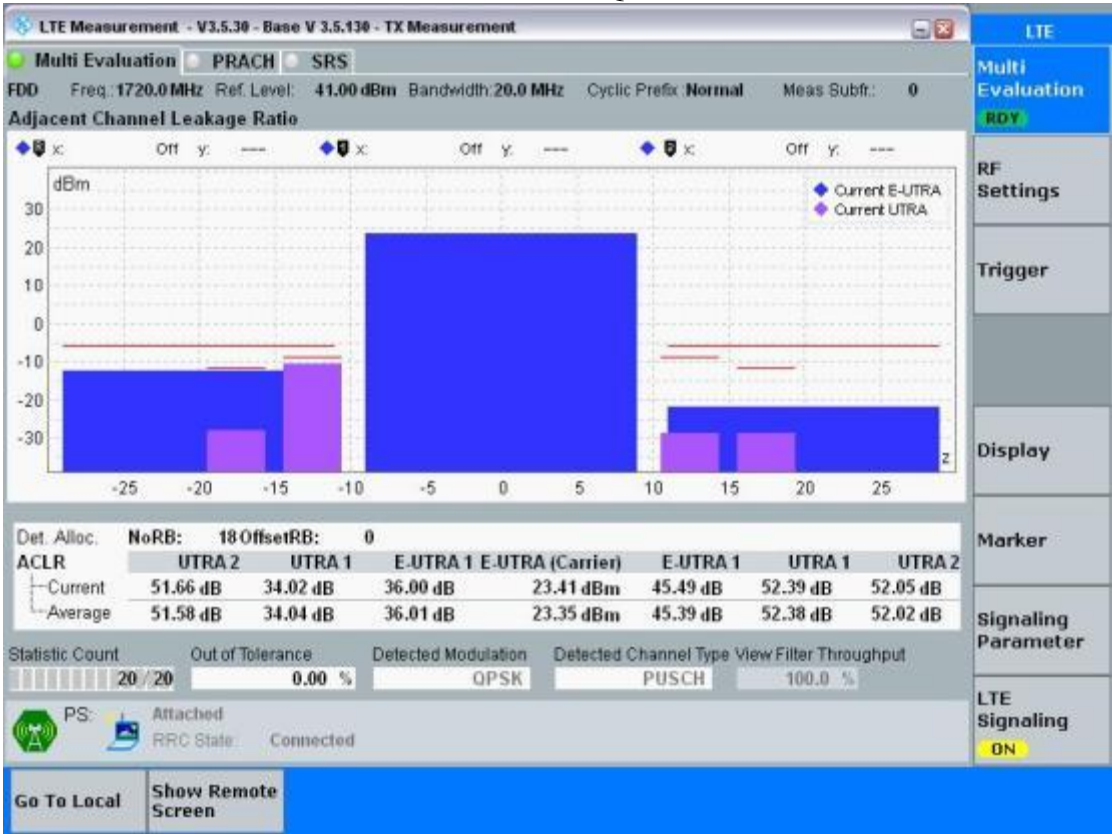 LTE Measurement - V3.5.30 - Base V 3.5.130 - TX Measurement
LTE
Multi Evaluation PRACH SRS
Multi Evaluation RDY
FDD Freq.: 1720.0 MHz Ref. Level: 41.00 dBm Bandwidth: 20.0 MHz Cyclic Prefix :Normal Meas Subfr.: 0
Adjacent Channel Leakage Ratio
x: Off y: --- x: Off y: --- x: Off y: ---
dBm
Current E-UTRA
Current UTRA
30
20
10
0
-10
-20
-30
z
-25 -20 -15 -10 -5 0 5 10 15 20 25
RF Settings
Trigger
Display
Marker
Signaling Parameter
LTE Signaling ON
Det. Alloc. NoRB: 18 OffsetRB: 0
ACLR UTRA 2 UTRA 1 E-UTRA 1 E-UTRA (Carrier) E-UTRA 1 UTRA 1 UTRA 2
Current 51.66 dB 34.02 dB 36.00 dB 23.41 dBm 45.49 dB 52.39 dB 52.05 dB
Average 51.58 dB 34.04 dB 36.01 dB 23.35 dBm 45.39 dB 52.38 dB 52.02 dB
Statistic Count Out of Tolerance Detected Modulation Detected Channel Type View Filter Throughput
20 / 20 0.00 % QPSK PUSCH 100.0 %
PS: Attached
RRC State: Connected
Go To Local Show Remote Screen